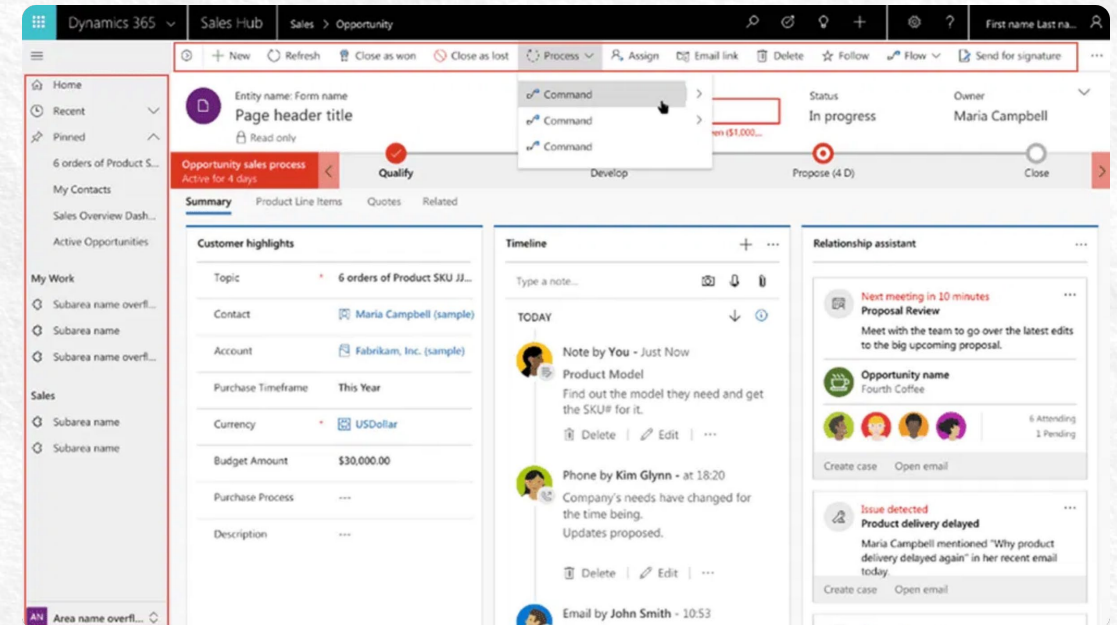 Dynamics 365
Sales Hub
Sales > Opportunity
First name Last na...
New
Refresh
Close as won
Close as lost
Process
Assign
Email link
Delete
Follow
Flow
Send for signature
Home
Recent
Pinned
6 orders of Product S...
My Contacts
Sales Overview Dash...
Active Opportunities
My Work
Subarea name overfl...
Subarea name
Subarea name overfl...
Sales
Subarea name
Subarea name
AN
Area name overfl...
Entity name: Form name
Page header title
Read only
Command
Command
Command
($1,000...
Status
In progress
Owner
Maria Campbell
Opportunity sales process
Active for 4 days
Qualify
Develop
Propose (4 D)
Close
Summary
Product Line Items
Quotes
Related
Customer highlights
Topic * 6 orders of Product SKU JJ...
Contact Maria Campbell (sample)
Account Fabrikam, Inc. (sample)
Purchase Timeframe This Year
Currency * USDollar
Budget Amount $30,000.00
Purchase Process ---
Description ---
Timeline
Type a note...
TODAY
Note by You - Just Now
Product Model
Find out the model they need and get
the SKU# for it.
Delete
Edit
Phone by Kim Glynn - at 18:20
Company's needs have changed for
the time being.
Updates proposed.
Delete
Edit
Email by John Smith - 10:53
Relationship assistant
Next meeting in 10 minutes
Proposal Review
Meet with the team to go over the latest edits
to the big upcoming proposal.
Opportunity name
Fourth Coffee
6 Attending
1 Pending
Create case
Open email
Issue detected
Product delivery delayed
Maria Campbell mentioned "Why product
delivery delayed again" in her recent email
today.
Create case
Open email